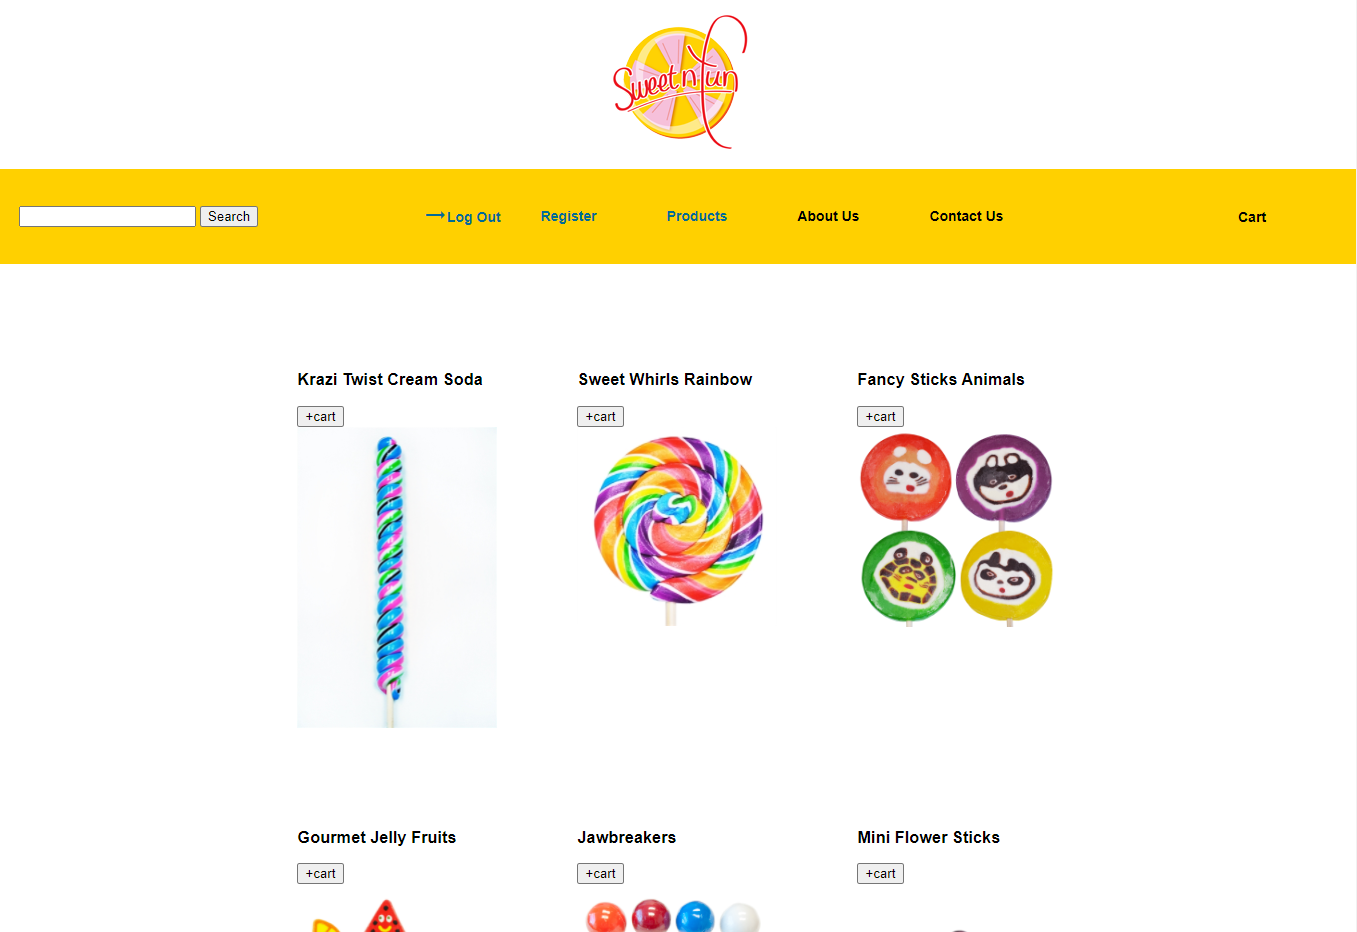 Sweet n fun
Search
Log Out Register Products About Us Contact Us Cart
Krazi Twist Cream Soda Sweet Whirls Rainbow Fancy Sticks Animals
+cart +cart +cart
Gourmet Jelly Fruits Jawbreakers Mini Flower Sticks
+cart +cart +cart